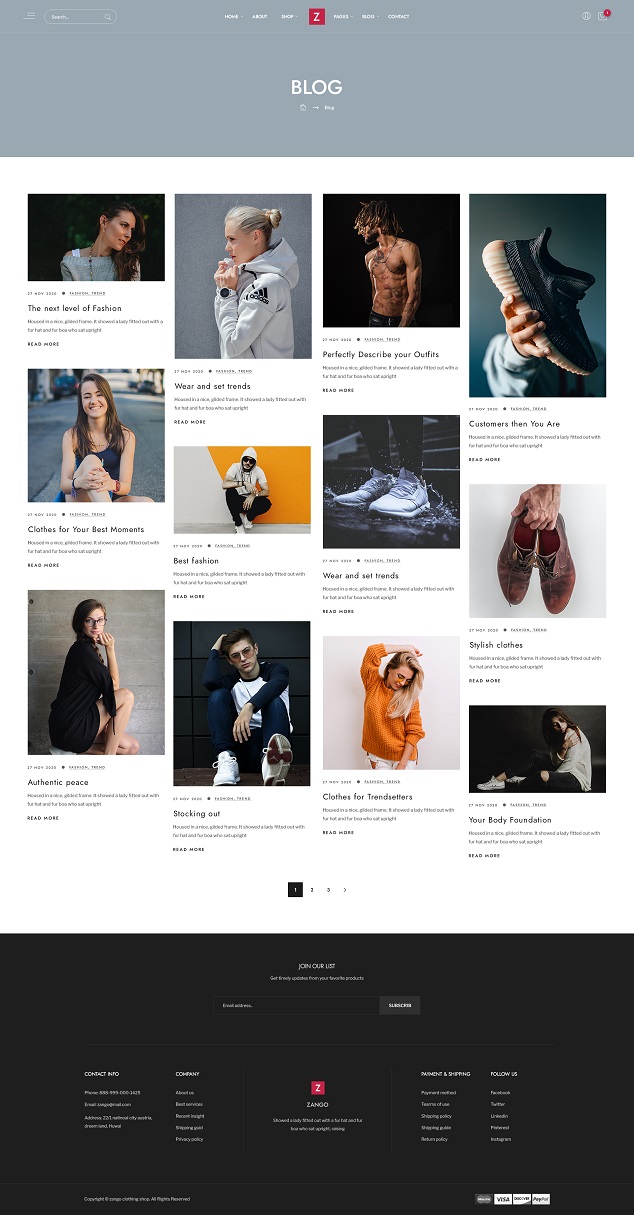 Search..
HOME
ABOUT
SHOP
Z
PAGES
BLOG
CONTACT
1
BLOG
Blog
27 NOV 2020 FASHION, TREND
The next level of Fashion
Housed in a nice, gilded frame. It showed a lady fitted out with a
fur hat and fur boa who sat upright
READ MORE
27 NOV 2020 FASHION, TREND
Clothes for Your Best Moments
Housed in a nice, gilded frame. It showed a lady fitted out with
fur hat and fur boa who sat upright
READ MORE
27 NOV 2020 FASHION, TREND
Authentic peace
Housed in a nice, gilded frame. It showed a lady fitted out with
a fur hat and fur boa who sat upright
READ MORE
adidas
27 NOV 2020 FASHION, TREND
Wear and set trends
Housed in a nice, gilded frame. It showed a lady fitted out with
fur hat and fur boa who sat upright
READ MORE
27 NOV 2020 FASHION, TREND
Best fashion
Housed in a nice, gilded frame. It showed a lady fitted out with
a fur hat and fur boa who sat upright
READ MORE
27 NOV 2020 FASHION, TREND
Stocking out
Housed in a nice, gilded frame. It showed a lady fitted out with
fur hat and fur boa who sat upright
READ MORE
27 NOV 2020 FASHION, TREND
Perfectly Describe your Outfits
Housed in a nice, gilded frame. It showed a lady fitted out with a
fur hat and fur boa who sat upright
READ MORE
27 NOV 2020 FASHION, TREND
Wear and set trends
Housed in a nice, gilded frame. It showed a lady fitted out with
fur hat and fur boa who sat upright
READ MORE
27 NOV 2020 FASHION, TREND
Clothes for Trendsetters
Housed in a nice, gilded frame. It showed a lady fitted out with
a fur hat and fur boa who sat upright
READ MORE
27 NOV 2020 FASHION, TREND
Customers then You Are
Housed in a nice, gilded frame. It showed a lady fitted out with
fur hat and fur boa who sat upright
READ MORE
27 NOV 2020 FASHION, TREND
Stylish clothes
Housed in a nice, gilded frame. It showed a lady fitted out with
fur hat and fur boa who sat upright
READ MORE
27 NOV 2020 FASHION, TREND
Your Body Foundation
Housed in a nice, gilded frame. It showed a lady fitted out with
a fur hat and fur boa who sat upright
READ MORE
1 2 3
JOIN OUR LIST
Get timely updates from your favorite products
Email address..
SUBSCRIB
CONTACT INFO
Phone: 888-999-000-1425
Email: zango@mail.com
Address: 22/1 natinoal city austria,
dream land, Huwai
COMPANY
About us
Best services
Recent insight
Shipping guid
Privacy policy
Z
ZANGO
Showed a lady fitted out with a fur hat and fur
boa who sat upright, raising
PAYMENT & SHIPPING
Payment method
Teerms of use
Shipping policy
Shipping guide
Return policy
FOLLOW US
Facebook
Twitter
LinkedIn
Pinterest
Instagram
Copyright © zango clothing shop. All Rights Reserved
VISA
DISCOVER
PayPal